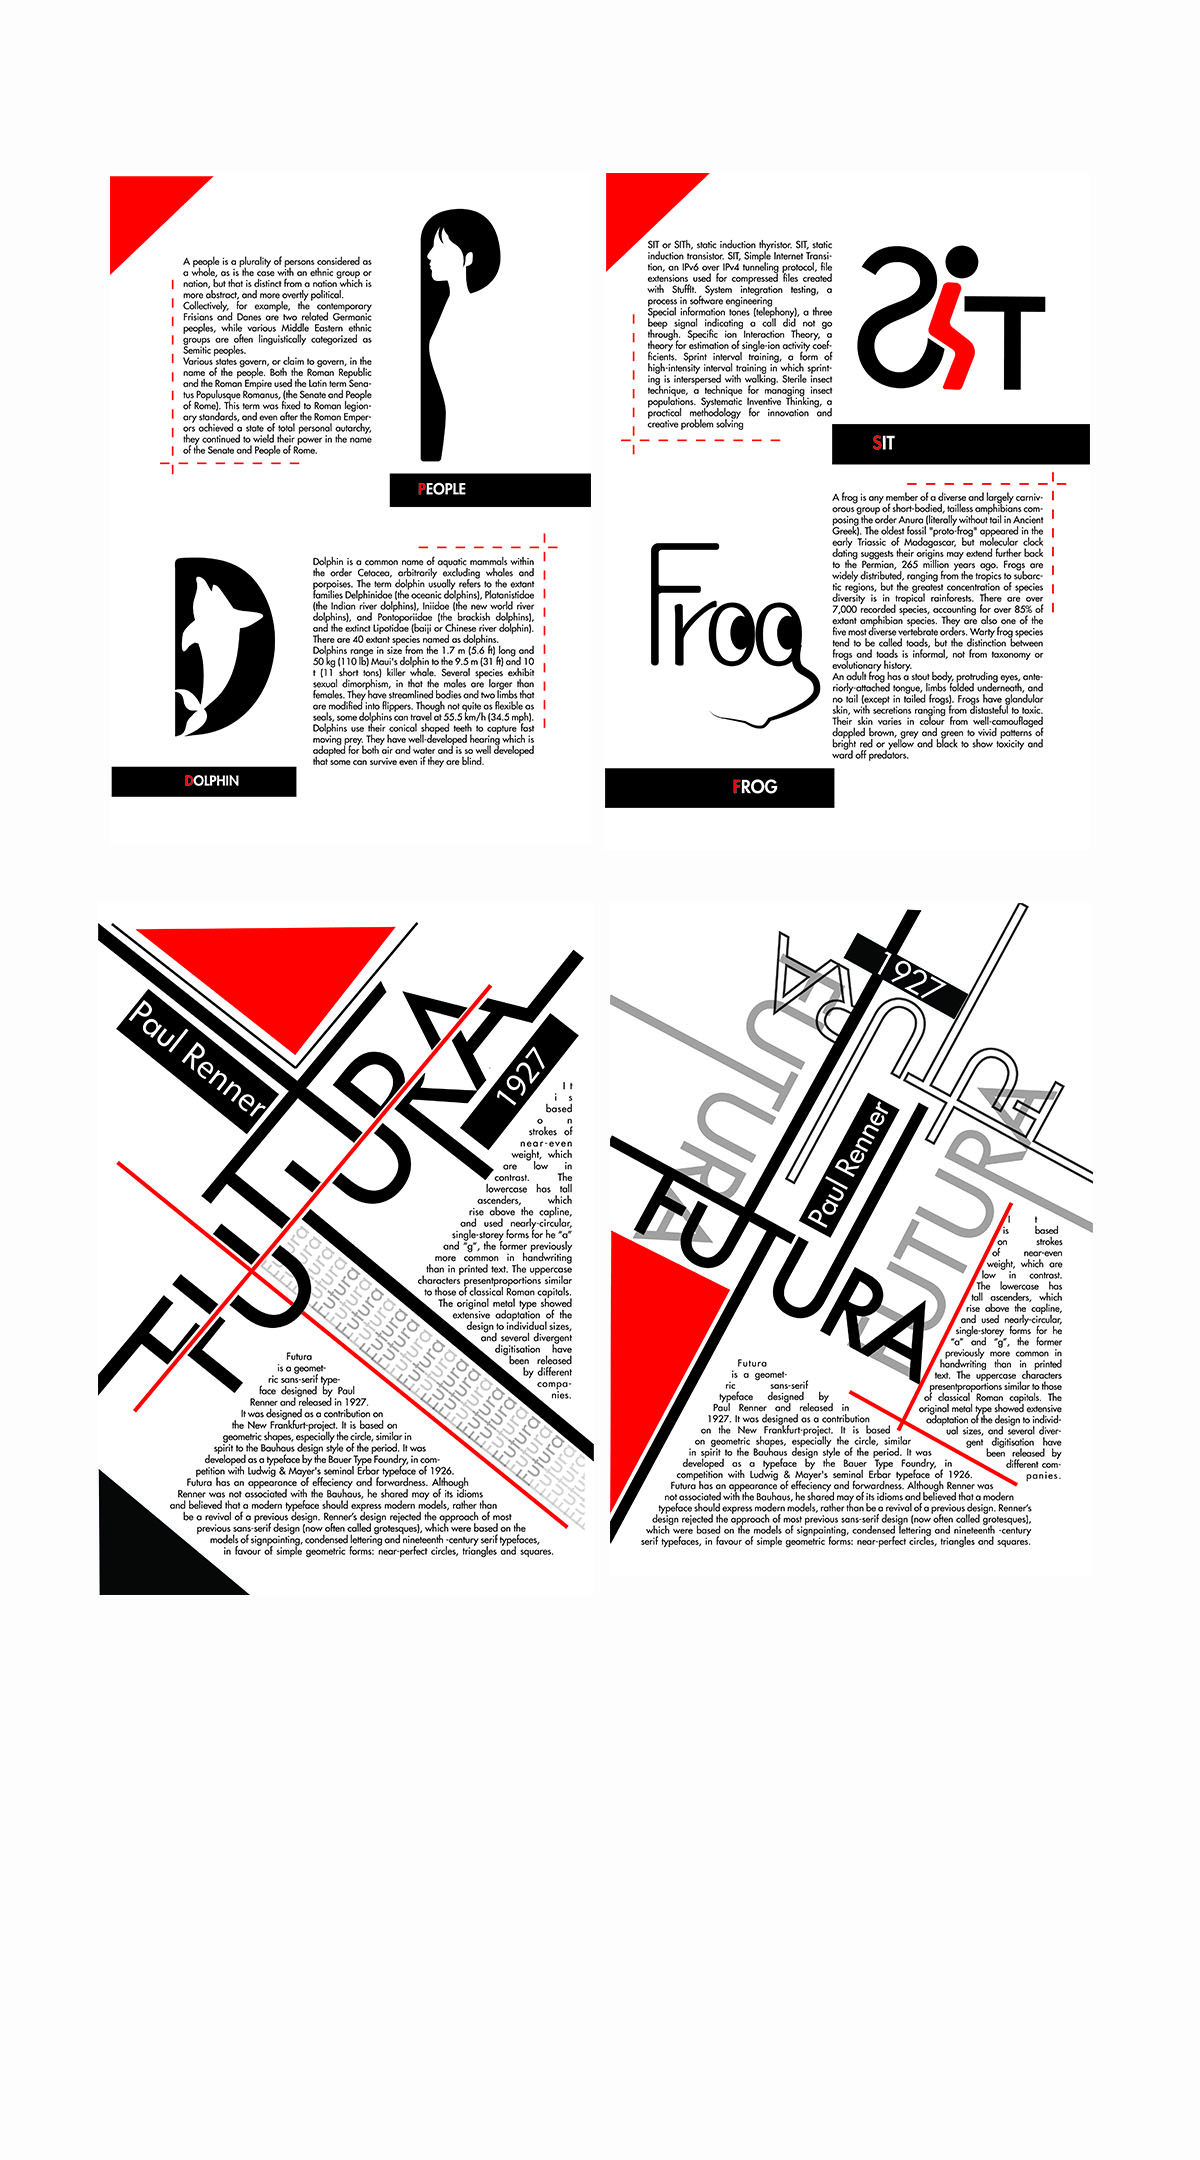 A people is a plurality of persons considered as
a whole, as is the case with an ethnic group or
nation, but that is distinct from a nation which is
more abstract, and more overtly political.
Collectively, for example, the contemporary
Frisians and Danes are two related Germanic
peoples, while various Middle Eastern ethnic
groups are often linguistically categorized as
Semitic peoples.
Various states govern, or claim to govern, in the
name of the people. Both the Roman Republic
and the Roman Empire used the Latin term Sena-
tus Populusque Romanus, (the Senate and People
of Rome). This term was fixed to Roman legion-
ary standards, and even after the Roman Emper-
ors achieved a state of total personal autarchy,
they continued to wield their power in the name
of the Senate and People of Rome.
PEOPLE
Dolphin is a common name of aquatic mammals within
the order Cetacea, arbitrarily excluding whales and
porpoises. The term dolphin usually refers to the extant
families Delphinidae (the oceanic dolphins), Platanistidae
(the Indian river dolphins), Iniidae (the new world river
dolphins), and Pontoporiidae (the brackish dolphins),
and the extinct Lipotidae (baiji or Chinese river dolphin).
There are 40 extant species named as dolphins.
Dolphins range in size from the 1.7 m (5.6 ft) long and
50 kg (110 lb) Maui's dolphin to the 9.5 m (31 ft) and 10
t (11 short tons) killer whale. Several species exhibit
sexual dimorphism, in that the males are larger than
females. They have streamlined bodies and two limbs that
are modified into flippers. Though not quite as flexible as
seals, some dolphins can travel at 55.5 km/h (34.5 mph).
Dolphins use their conical shaped teeth to capture fast
moving prey. They have well-developed hearing which is
adapted for both air and water and is so well developed
that some can survive even if they are blind.
D
DOLPHIN
SIT or SITh, static induction thyristor. SIT, static
induction transistor. SIT, Simple Internet Transi-
tion, an IPv6 over IPv4 tunneling protocol, file
extensions used for compressed files created
with StuffIt. System integration testing, a
process in software engineering
Special information tones (telephony), a three
beep signal indicating a call did not go
through. Specific ion Interaction Theory, a
theory for estimation of single-ion activity coef-
ficients. Sprint interval training, a form of
high-intensity interval training in which sprint-
ing is interspersed with walking. Sterile insect
technique, a technique for managing insect
populations. Systematic Inventive Thinking, a
practical methodology for innovation and
creative problem solving
SiT
SIT
A frog is any member of a diverse and largely carniv-
orous group of short-bodied, tailless amphibians com-
posing the order Anura (literally without tail in Ancient
Greek). The oldest fossil "proto-frog" appeared in the
early Triassic of Madagascar, but molecular clock
dating suggests their origins may extend further back
to the Permian, 265 million years ago. Frogs are
widely distributed, ranging from the tropics to subarc-
tic regions, but the greatest concentration of species
diversity is in tropical rainforests. There are over
7,000 recorded species, accounting for over 85% of
extant amphibian species. They are also one of the
five most diverse vertebrate orders. Warty frog species
tend to be called toads, but the distinction between
frogs and toads is informal, not from taxonomy or
evolutionary history.
An adult frog has a stout body, protruding eyes, ante-
riorly-attached tongue, limbs folded underneath, and
no tail (except in tailed frogs). Frogs have glandular
skin, with secretions ranging from distasteful to toxic.
Their skin varies in colour from well-camouflaged
dappled brown, grey and green to vivid patterns of
bright red or yellow and black to show toxicity and
ward off predators.
Frog
FROG
Paul Renner
FUTURA
FUTURA
1927
It
is
based
on
strokes of
near-even
weight, which
are low in
contrast. The
lowercase has tall
ascenders, which
rise above the capline,
and used nearly-circular,
single-storey forms for he "a"
and "g", the former previously
more common in handwriting
than in printed text. The uppercase
characters presentproportions similar
to those of classical Roman capitals.
The original metal type showed
extensive adaptation of the
design to individual sizes,
and several divergent
digitisation have
been released
by different
compa-
nies.
Futura
is a geomet-
ric sans-serif type-
face designed by Paul
Renner and released in 1927.
It was designed as a contribution on
the New Frankfurt-project. It is based on
geometric shapes, especially the circle, similar in
spirit to the Bauhaus design style of the period. It was
developed as a typeface by the Bauer Type Foundry, in com-
petition with Ludwig & Mayer's seminal Erbar typeface of 1926.
Futura has an appearance of effeciency and forwardness. Although
Renner was not associated with the Bauhaus, he shared may of its idioms
and believed that a modern typeface should express modern models, rather than
be a revival of a previous design. Renner's design rejected the approach of most
previous sans-serif design (now often called grotesques), which were based on the
models of signpainting, condensed lettering and nineteenth -century serif typefaces,
in favour of simple geometric forms: near-perfect circles, triangles and squares.
1927
FUTURA
FUTURA
Paul Renner
FUTURA
FUTURA
It
is based
on strokes
of near-even
weight, which are
low in contrast.
The lowercase has
tall ascenders, which
rise above the capline,
and used nearly-circular,
single-storey forms for he
"a" and "g", the former
previously more common in
handwriting than in printed
text. The uppercase characters
presentproportions similar to those
of classical Roman capitals. The
original metal type showed extensive
adaptation of the design to individ-
ual sizes, and several diver-
gent digitisation have
been released by
different com-
panies.
Futura
is a geomet-
ric sans-serif
typeface designed by
Paul Renner and released in
1927. It was designed as a contribution
on the New Frankfurt-project. It is based
on geometric shapes, especially the circle, similar
in spirit to the Bauhaus design style of the period. It was
developed as a typeface by the Bauer Type Foundry, in
competition with Ludwig & Mayer's seminal Erbar typeface of 1926.
Futura has an appearance of effeciency and forwardness. Although Renner was
not associated with the Bauhaus, he shared may of its idioms and believed that a modern
typeface should express modern models, rather than be a revival of a previous design. Renner's
design rejected the approach of most previous sans-serif design (now often called grotesques),
which were based on the models of signpainting, condensed lettering and nineteenth -century
serif typefaces, in favour of simple geometric forms: near-perfect circles, triangles and squares.